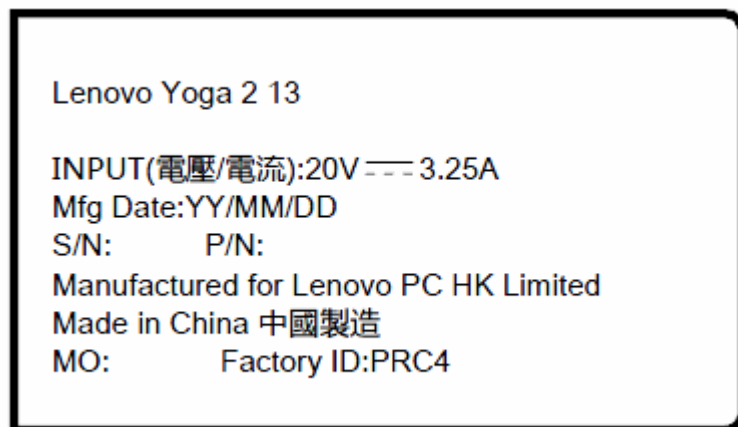 Lenovo Yoga 2 13
INPUT(電壓/電流):20V ⎓ 3.25A
Mfg Date:YY/MM/DD
S/N: P/N:
Manufactured for Lenovo PC HK Limited
Made in China 中國製造
MO: Factory ID:PRC4